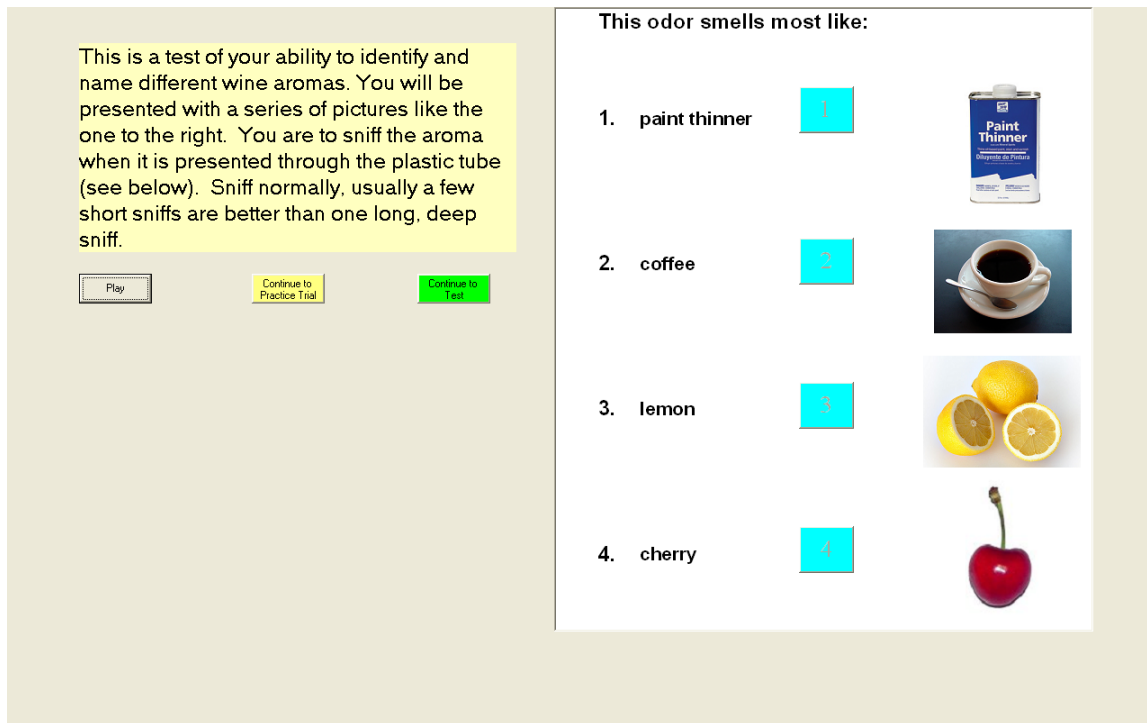 This is a test of your ability to identify and
name different wine aromas. You will be
presented with a series of pictures like the
one to the right. You are to sniff the aroma
when it is presented through the plastic tube
(see below). Sniff normally, usually a few
short sniffs are better than one long, deep
sniff.
Play
Continue to
Practice Trial
Continue to
Test
This odor smells most like:
1. paint thinner 1
Paint
Thinner
Diluyente de Pintura
2. coffee 2
3. lemon 3
4. cherry 4